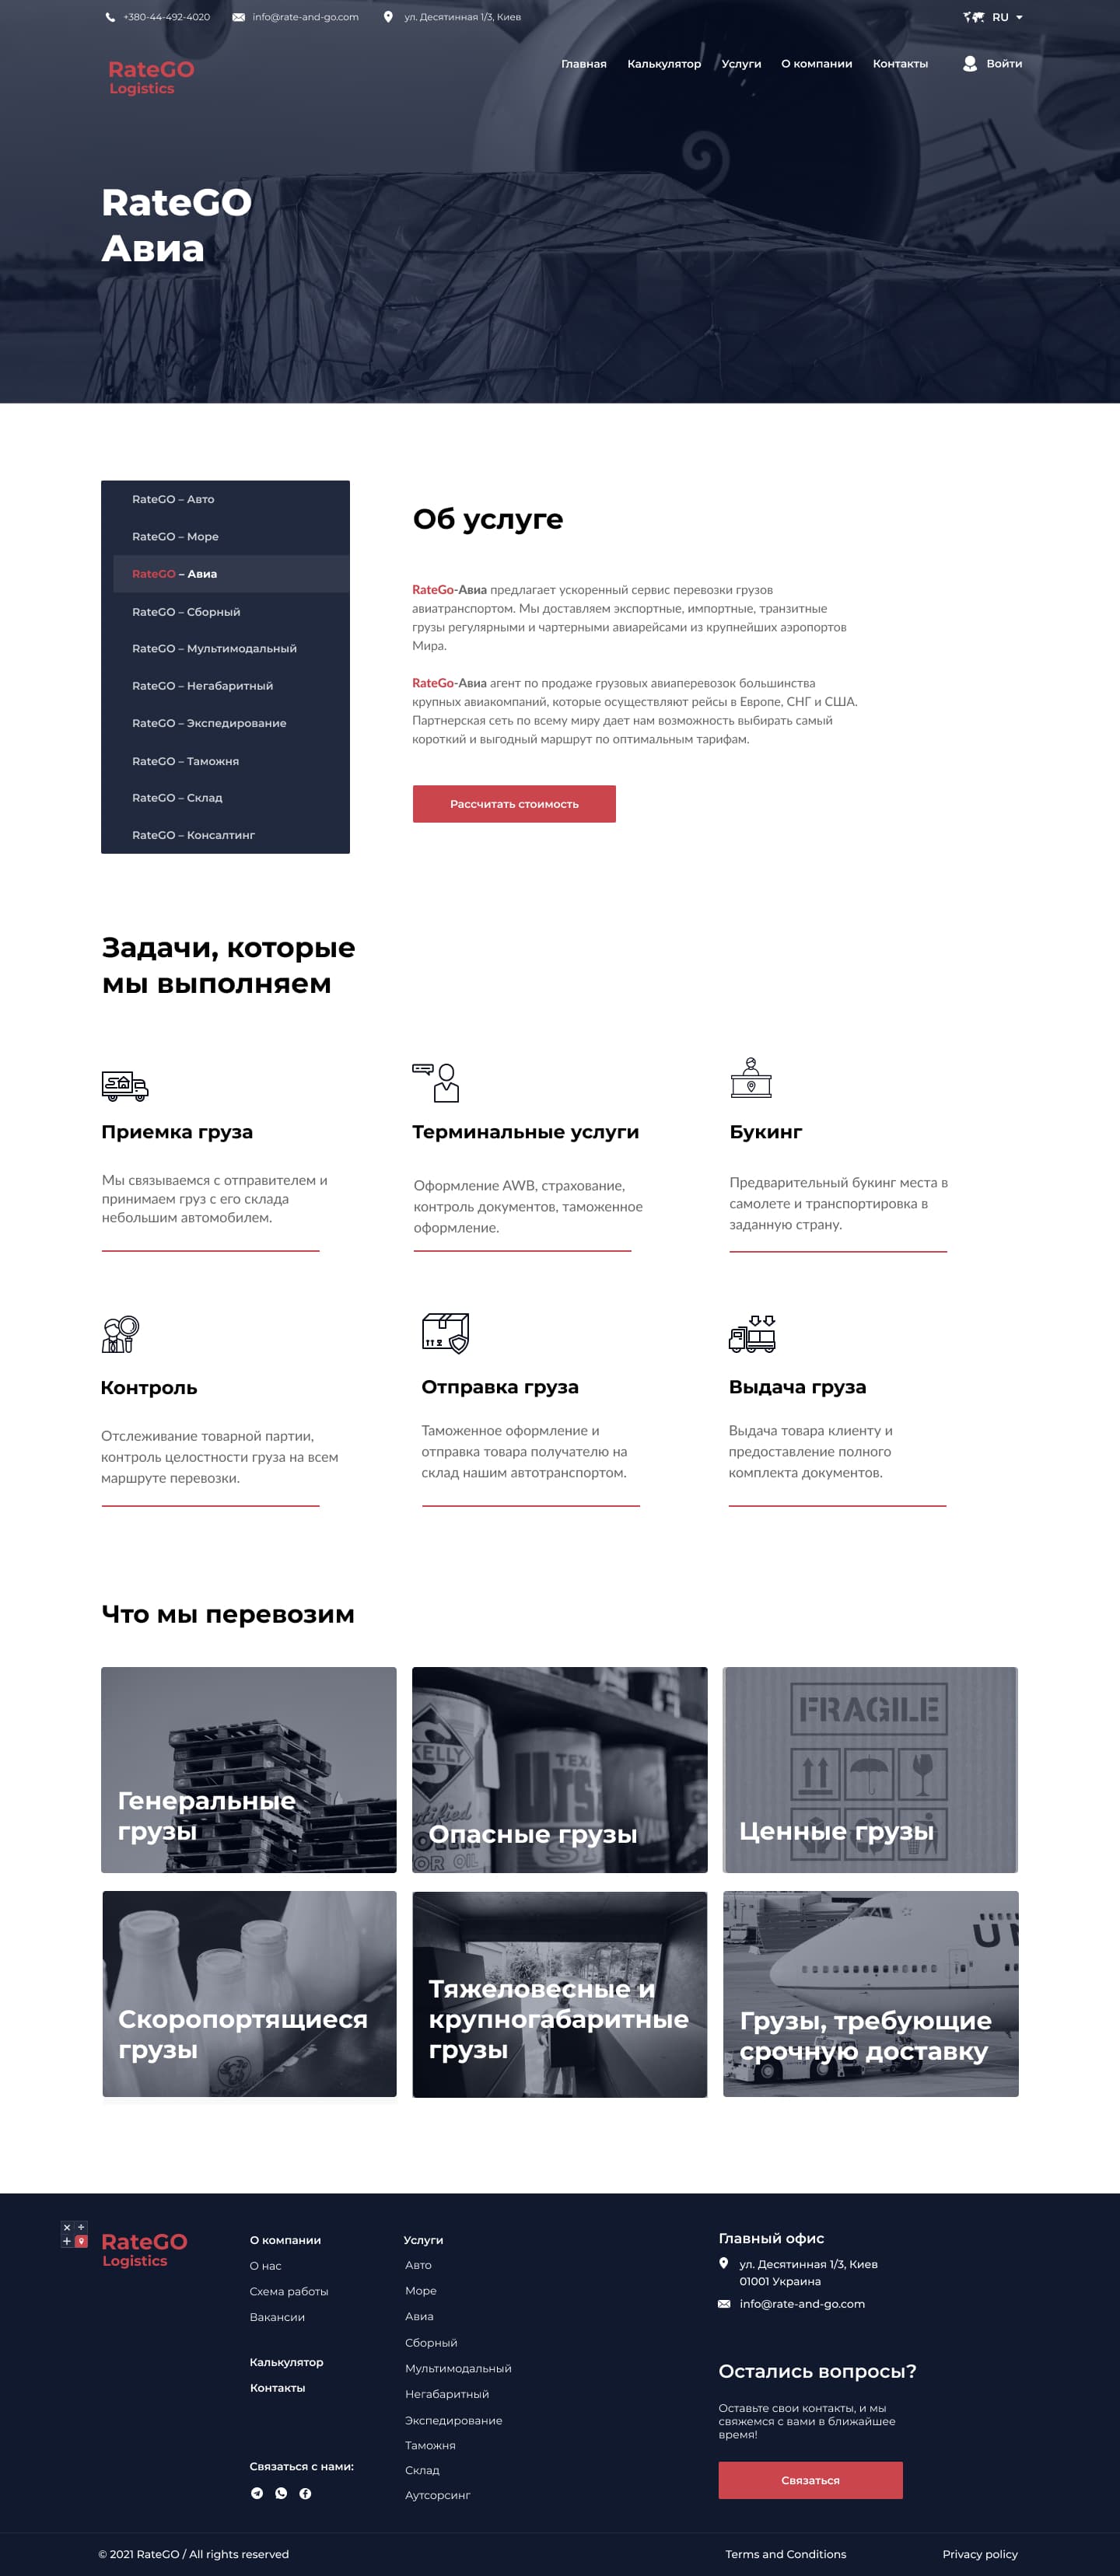 +380-44-492-4020
info@rate-and-go.com
ул. Десятинная 1/3, Киев
RU
RateGO
Logistics
Главная
Калькулятор
Услуги
О компании
Контакты
Войти
RateGO
Авиа
RateGO – Авто
RateGO – Море
RateGO – Авиа
RateGO – Сборный
RateGO – Мультимодальный
RateGO – Негабаритный
RateGO – Экспедирование
RateGO – Таможня
RateGO – Склад
RateGO – Консалтинг
Об услуге
RateGo-Авиа предлагает ускоренный сервис перевозки грузов
авиатранспортом. Мы доставляем экспортные, импортные, транзитные
грузы регулярными и чартерными авиарейсами из крупнейших аэропортов
Мира.
RateGo-Авиа агент по продаже грузовых авиаперевозок большинства
крупных авиакомпаний, которые осуществляют рейсы в Европе, СНГ и США.
Партнерская сеть по всему миру дает нам возможность выбирать самый
короткий и выгодный маршрут по оптимальным тарифам.
Рассчитать стоимость
Задачи, которые
мы выполняем
Приемка груза
Мы связываемся с отправителем и
принимаем груз с его склада
небольшим автомобилем.
Терминальные услуги
Оформление AWB, страхование,
контроль документов, таможенное
оформление.
Букинг
Предварительный букинг места в
самолете и транспортировка в
заданную страну.
Контроль
Отслеживание товарной партии,
контроль целостности груза на всем
маршруте перевозки.
Отправка груза
Таможенное оформление и
отправка товара получателю на
склад нашим автотранспортом.
Выдача груза
Выдача товара клиенту и
предоставление полного
комплекта документов.
Что мы перевозим
Генеральные
грузы
SKELLY
TEX
OIL
Опасные грузы
FRAGILE
Ценные грузы
Скоропортящиеся
грузы
Тяжеловесные и
крупногабаритные
грузы
UN
Грузы, требующие
срочную доставку
RateGO
Logistics
О компании
О нас
Схема работы
Вакансии
Калькулятор
Контакты
Связаться с нами:
Услуги
Авто
Море
Авиа
Сборный
Мультимодальный
Негабаритный
Экспедирование
Таможня
Склад
Аутсорсинг
Главный офис
ул. Десятинная 1/3, Киев
01001 Украина
info@rate-and-go.com
Остались вопросы?
Оставьте свои контакты, и мы
свяжемся с вами в ближайшее
время!
Связаться
© 2021 RateGO / All rights reserved
Terms and Conditions
Privacy policy